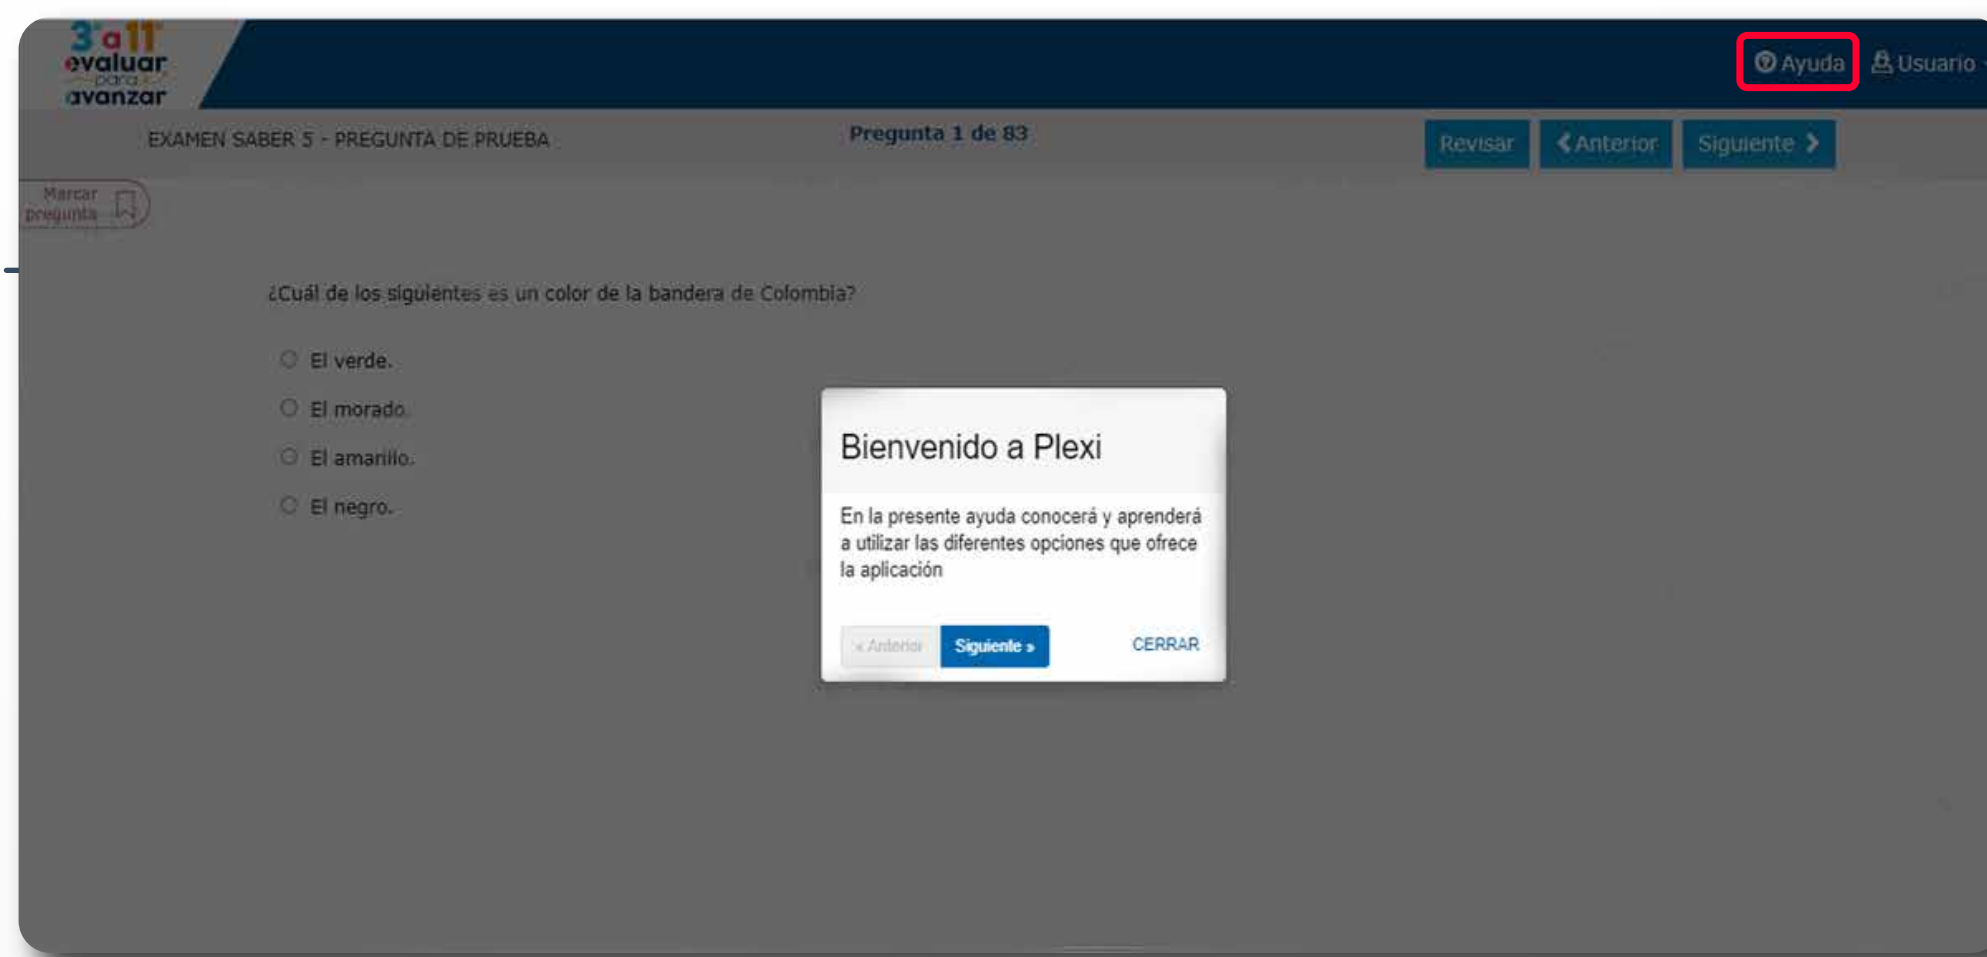 3° a 11°
evaluar
para
avanzar
Ayuda
Usuario
EXAMEN SABER 5 - PREGUNTA DE PRUEBA
Pregunta 1 de 83
Revisar
Anterior
Siguiente
Marcar
pregunta
¿Cuál de los siguientes es un color de la bandera de Colombia?
El verde.
El morado.
El amarillo.
El negro.
Bienvenido a Plexi
En la presente ayuda conocerá y aprenderá
a utilizar las diferentes opciones que ofrece
la aplicación
« Anterior
Siguiente »
CERRAR